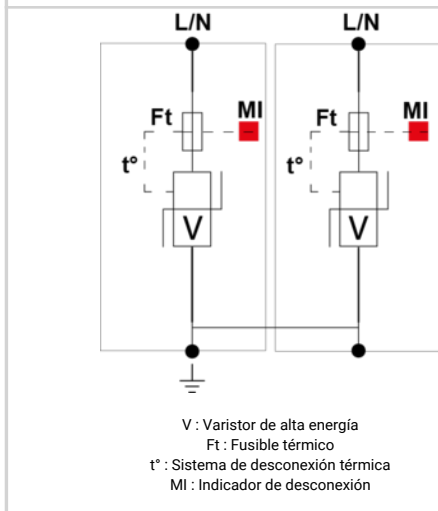 L/N L/N
Ft MI Ft MI
t° t°
V V
V : Varistor de alta energía
Ft : Fusible térmico
t° : Sistema de desconexión térmica
MI : Indicador de desconexión